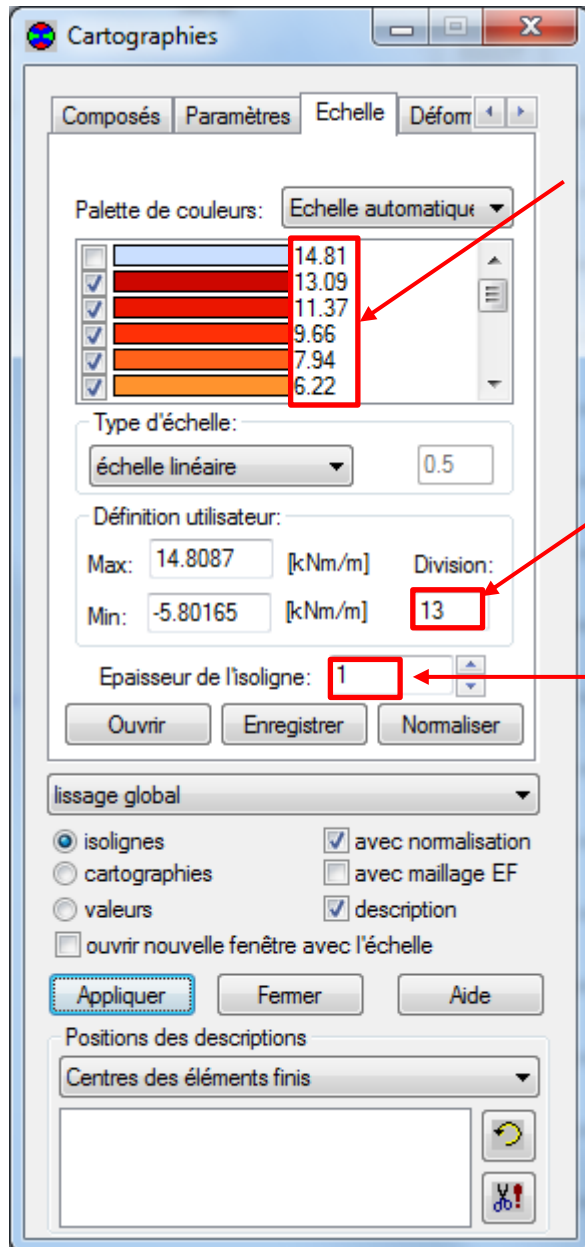 Cartographies
Composés Paramètres Echelle Déform
Palette de couleurs: Echelle automatique
14.81
13.09
11.37
9.66
7.94
6.22
Type d'échelle:
échelle linéaire 0.5
Définition utilisateur:
Max: 14.8087 [kNm/m] Division:
Min: -5.80165 [kNm/m] 13
Epaisseur de l'isoligne: 1
Ouvrir Enregistrer Normaliser
lissage global
isolignes avec normalisation
cartographies avec maillage EF
valeurs description
ouvrir nouvelle fenêtre avec l'échelle
Appliquer Fermer Aide
Positions des descriptions
Centres des éléments finis